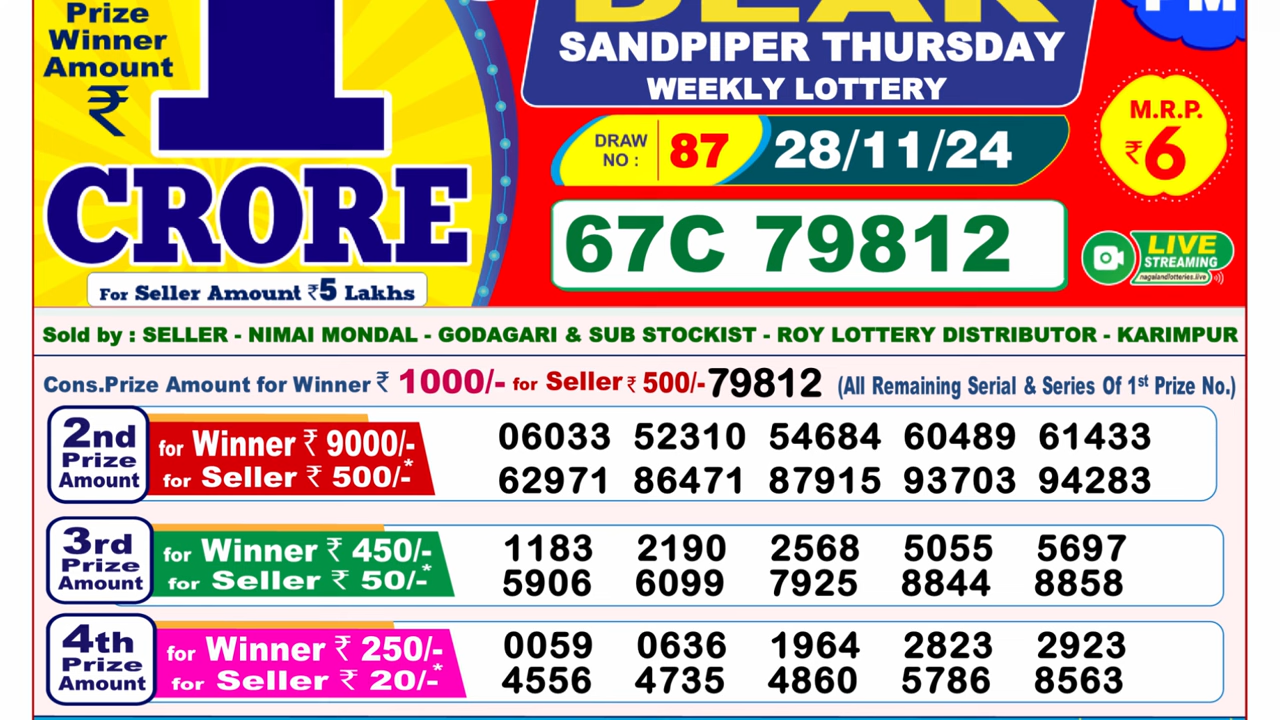 Prize
Winner
Amount
₹
1
CRORE
For Seller Amount ₹5 Lakhs
DEAR
SANDPIPER THURSDAY
WEEKLY LOTTERY
PM
DRAW NO : 87 28/11/24
M.R.P.
₹6
67C 79812
LIVE
STREAMING
nagalandlotteries.live
Sold by : SELLER - NIMAI MONDAL - GODAGARI & SUB STOCKIST - ROY LOTTERY DISTRIBUTOR - KARIMPUR
Cons.Prize Amount for Winner ₹ 1000/- for Seller ₹ 500/- 79812 (All Remaining Serial & Series Of 1st Prize No.)
2nd
Prize
Amount
for Winner ₹ 9000/-
for Seller ₹ 500/-*
06033 52310 54684 60489 61433
62971 86471 87915 93703 94283
3rd
Prize
Amount
for Winner ₹ 450/-
for Seller ₹ 50/-*
1183 2190 2568 5055 5697
5906 6099 7925 8844 8858
4th
Prize
Amount
for Winner ₹ 250/-
for Seller ₹ 20/-*
0059 0636 1964 2823 2923
4556 4735 4860 5786 8563